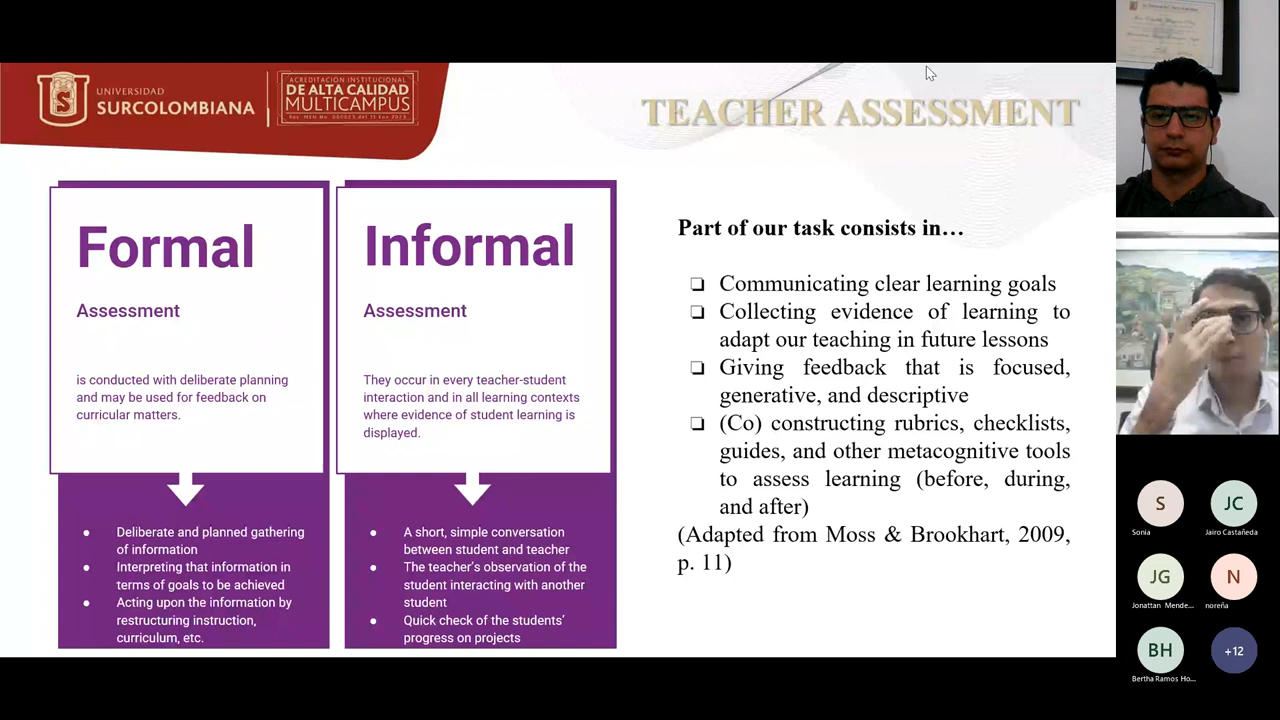 UNIVERSIDAD
SURCOLOMBIANA
ACREDITACIÓN INSTITUCIONAL
DE ALTA CALIDAD
MULTICAMPUS
TEACHER ASSESSMENT
Formal
Assessment
is conducted with deliberate planning
and may be used for feedback on
curricular matters.
● Deliberate and planned gathering
of information
● Interpreting that information in
terms of goals to be achieved
● Acting upon the information by
restructuring instruction,
curriculum, etc.
Informal
Assessment
They occur in every teacher-student
interaction and in all learning contexts
where evidence of student learning is
displayed.
● A short, simple conversation
between student and teacher
● The teacher's observation of the
student interacting with another
student
● Quick check of the students'
progress on projects
Part of our task consists in…
❏ Communicating clear learning goals
❏ Collecting evidence of learning to
adapt our teaching in future lessons
❏ Giving feedback that is focused,
generative, and descriptive
❏ (Co) constructing rubrics, checklists,
guides, and other metacognitive tools
to assess learning (before, during,
and after)
(Adapted from Moss & Brookhart, 2009,
p. 11)
S
Sonia
JC
Jairo Castañeda
JG
Jonattan Mende...
N
noreña
BH
Bertha Ramos Ho...
+12